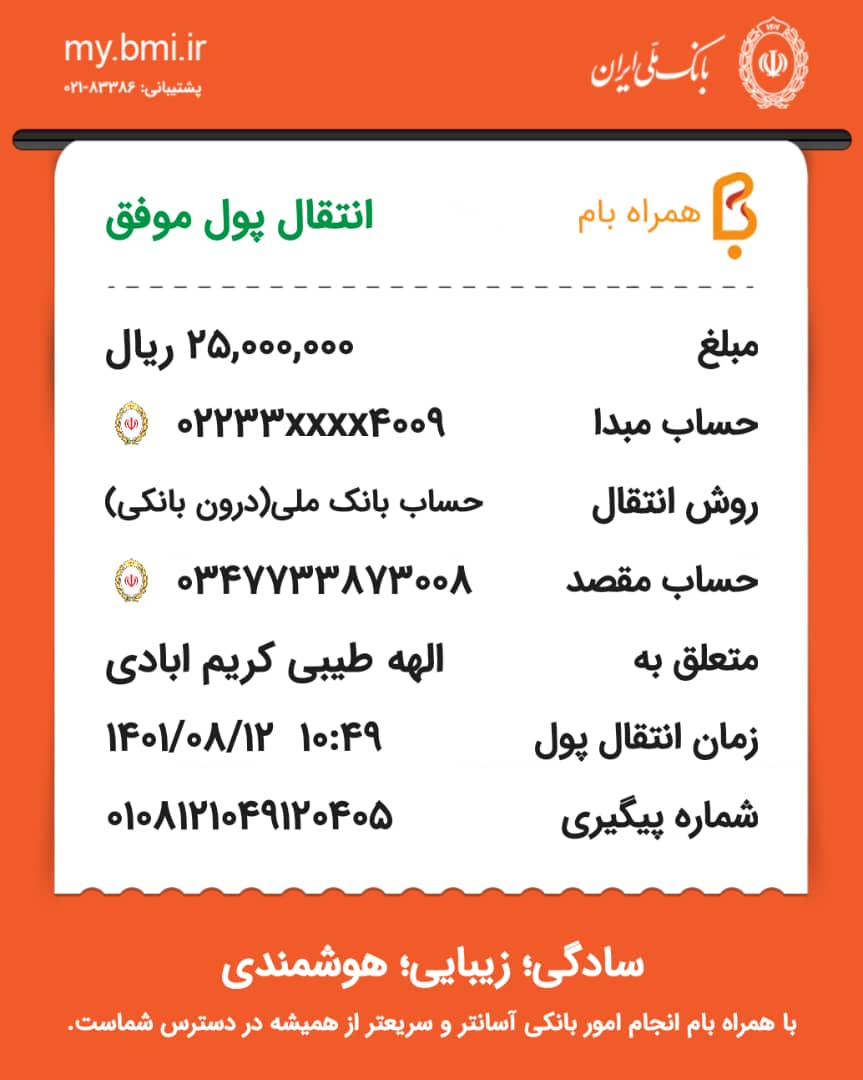 بانک ملی ایران
my.bmi.ir
پشتیبانی: ۸۳۳۸۶-۰۲۱
همراه بام
انتقال پول موفق
مبلغ ۲۵,۰۰۰,۰۰۰ ریال
حساب مبدا ۰۲۲۳۳xxxx۴۰۰۹
روش انتقال حساب بانک ملی(درون بانکی)
حساب مقصد ۰۳۴۷۷۳۳۸۷۳۰۰۸
متعلق به الهه طیبی کریم ابادی
زمان انتقال پول ۱۰:۴۹ ۱۴۰۱/۰۸/۱۲
شماره پیگیری ۰۱۰۸۱۲۱۰۴۹۱۲۰۴۰۵
سادگی؛ زیبایی؛ هوشمندی
با همراه بام انجام امور بانکی آسانتر و سریعتر از همیشه در دسترس شماست.